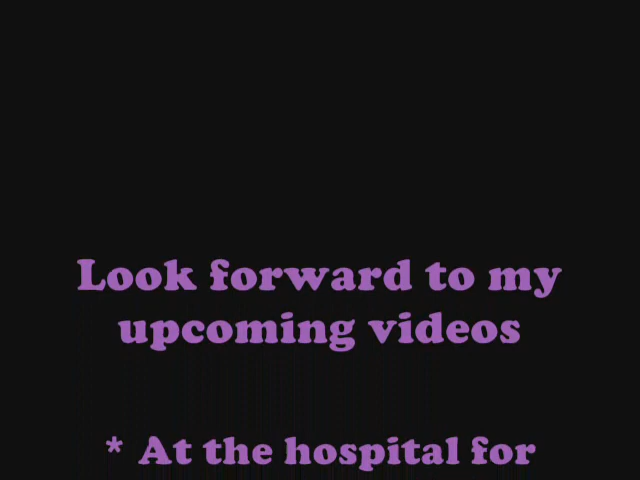 Look forward to my
upcoming videos
* At the hospital for